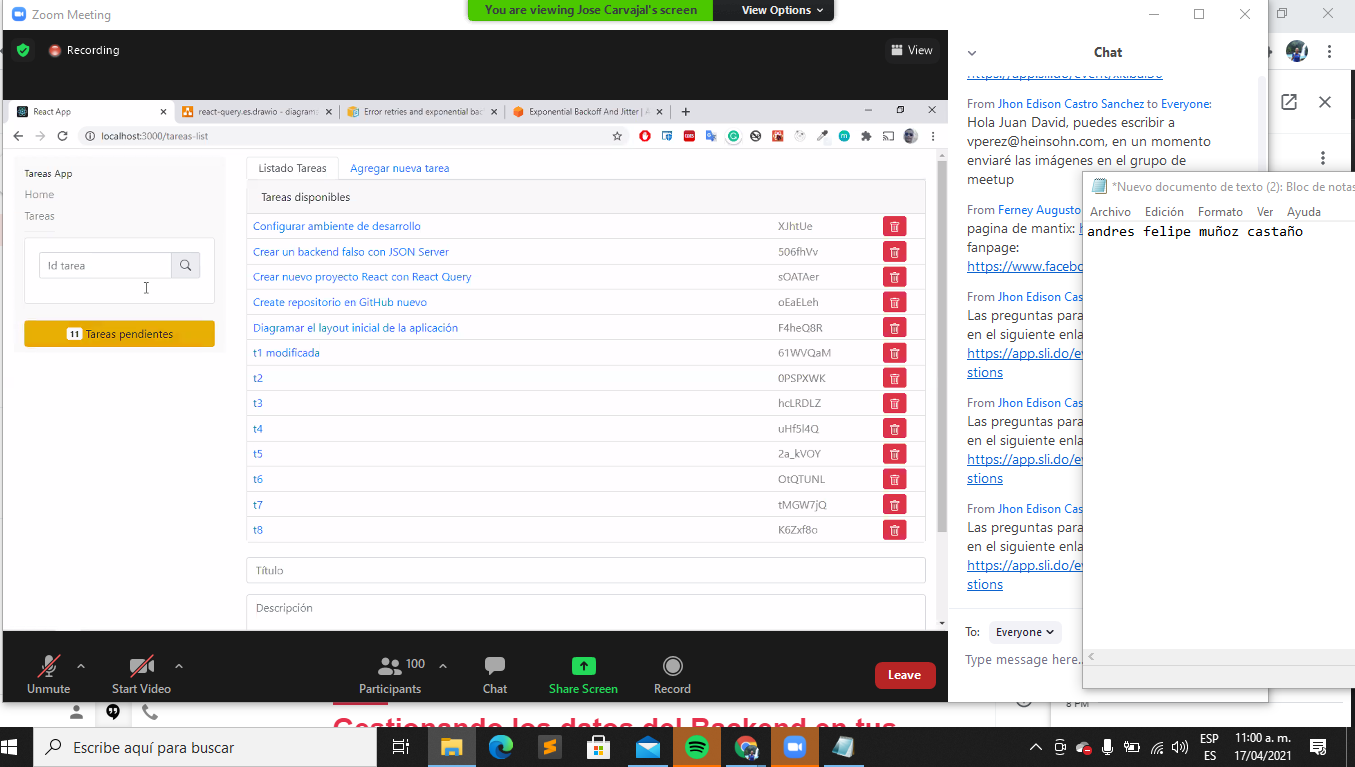 Zoom Meeting
You are viewing Jose Carvajal's screen
View Options
Recording
View
React App
react-query.es.drawio - diagram
Error retries and exponential bac
Exponential Backoff And Jitter | A
localhost:3000/tareas-list
Tareas App
Home
Tareas
Id tarea
11 Tareas pendientes
Listado Tareas
Agregar nueva tarea
Tareas disponibles
Configurar ambiente de desarrollo XJhtUe
Crear un backend falso con JSON Server 506fhVv
Crear nuevo proyecto React con React Query sOATAer
Create repositorio en GitHub nuevo oEaELeh
Diagramar el layout inicial de la aplicación F4heQ8R
t1 modificada 61WVQaM
t2 0PSPXWK
t3 hcLRDLZ
t4 uHf5l4Q
t5 2a_kVOY
t6 OtQTUNL
t7 tMGW7jQ
t8 K6Zxf8o
Título
Descripción
Unmute
Start Video
100
Participants
Chat
Share Screen
Record
Leave
Chat
From Jhon Edison Castro Sanchez to Everyone:
Hola Juan David, puedes escribir a
vperez@heinsohn.com, en un momento
enviaré las imágenes en el grupo de
meetup
From Ferney Augusto
pagina de mantix:
fanpage:
https://www.facebo
From Jhon Edison Cas
Las preguntas para
en el siguiente enla
https://app.sli.do/ev
stions
From Jhon Edison Cas
Las preguntas para
en el siguiente enla
https://app.sli.do/ev
stions
From Jhon Edison Cas
Las preguntas para
en el siguiente enla
https://app.sli.do/ev
stions
To: Everyone
Type message here...
*Nuevo documento de texto (2): Bloc de notas
Archivo Edición Formato Ver Ayuda
andres felipe muñoz castaño
Gestionando los datos del Backend en tus
8 PM
Escribe aquí para buscar
ESP
ES
11:00 a. m.
17/04/2021